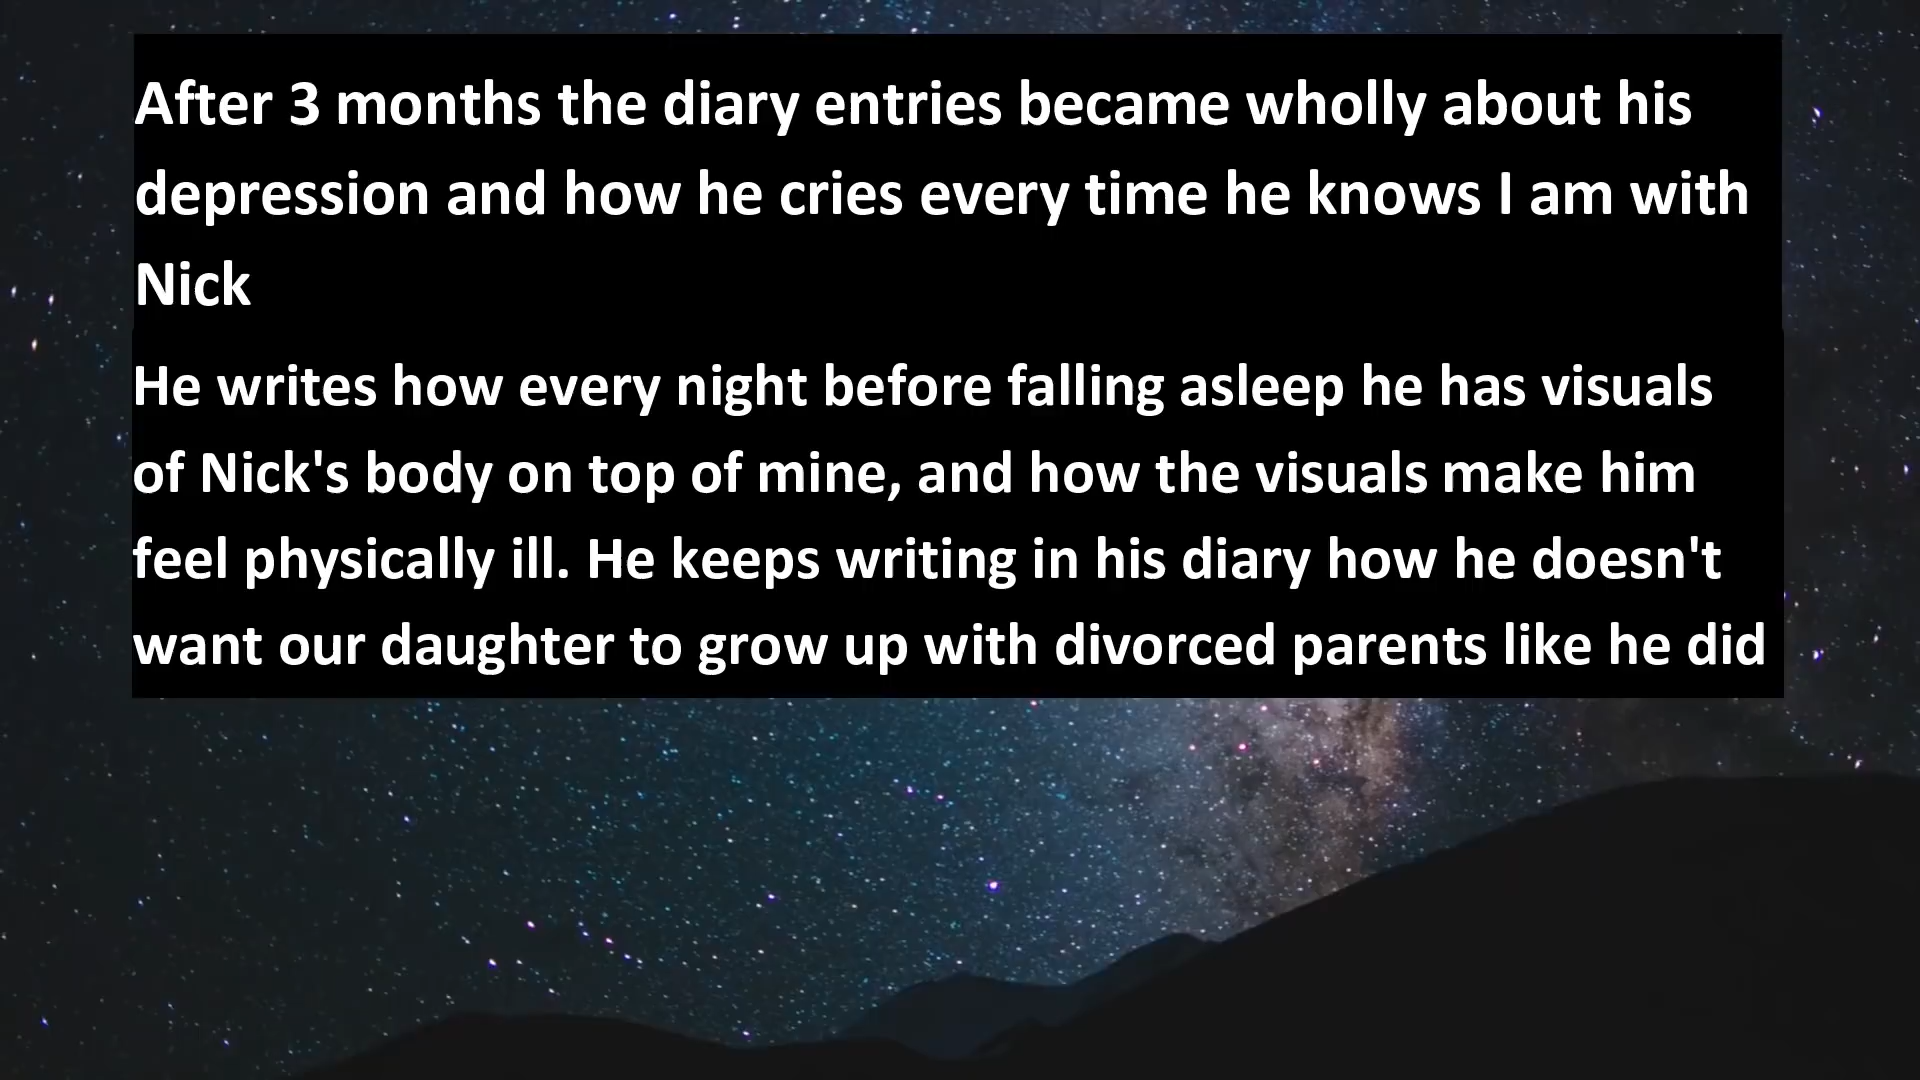 After 3 months the diary entries became wholly about his
depression and how he cries every time he knows I am with
Nick
He writes how every night before falling asleep he has visuals
of Nick's body on top of mine, and how the visuals make him
feel physically ill. He keeps writing in his diary how he doesn't
want our daughter to grow up with divorced parents like he did